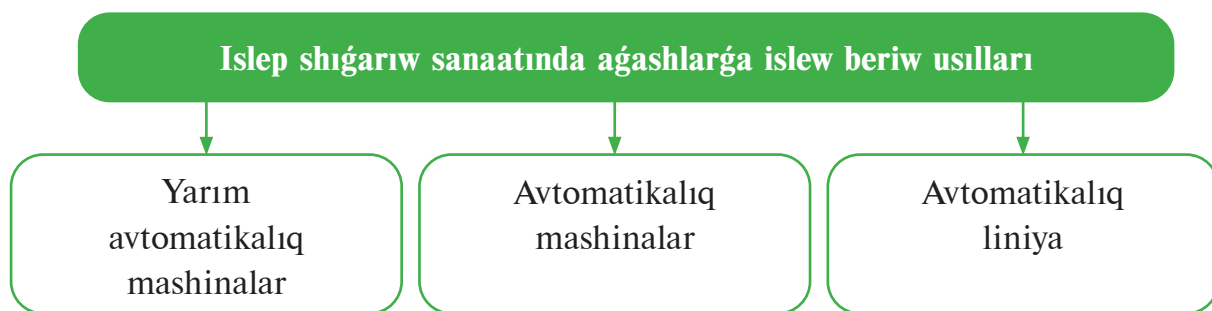 Islep shıǵarıw sanaatında aǵashlarǵa islew beriw usılları
Yarım
avtomatikalıq
mashinalar
Avtomatikalıq
mashinalar
Avtomatikalıq
liniya